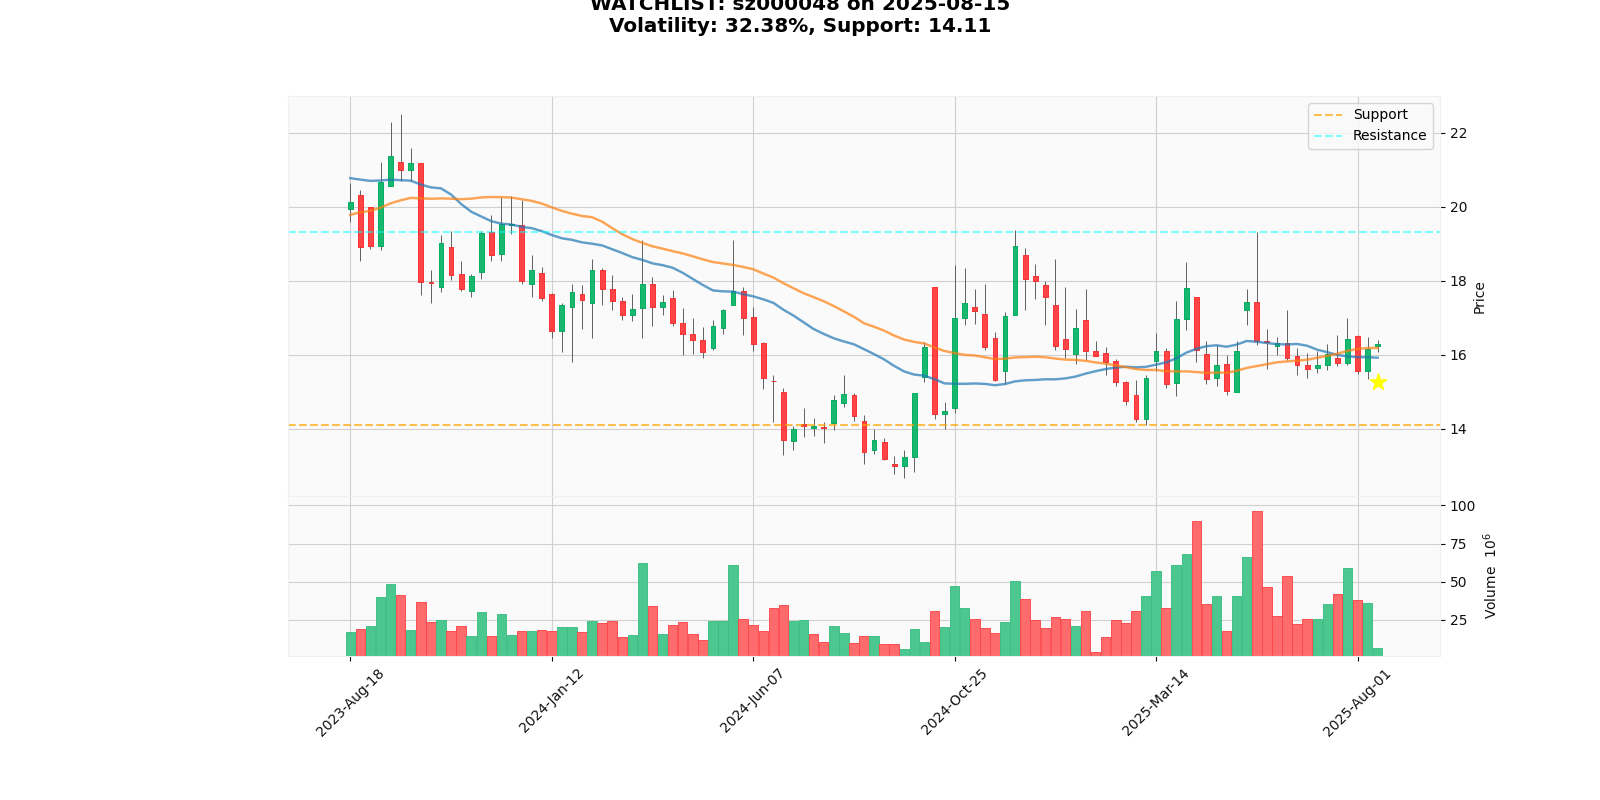 WATCHLIST: sz000048 on 2025-08-15
Volatility: 32.38%, Support: 14.11
Support
Resistance
22
20
18
16
14
Price
100
75
50
25
Volume 10⁶
2023-Aug-18
2024-Jan-12
2024-Jun-07
2024-Oct-25
2025-Mar-14
2025-Aug-01